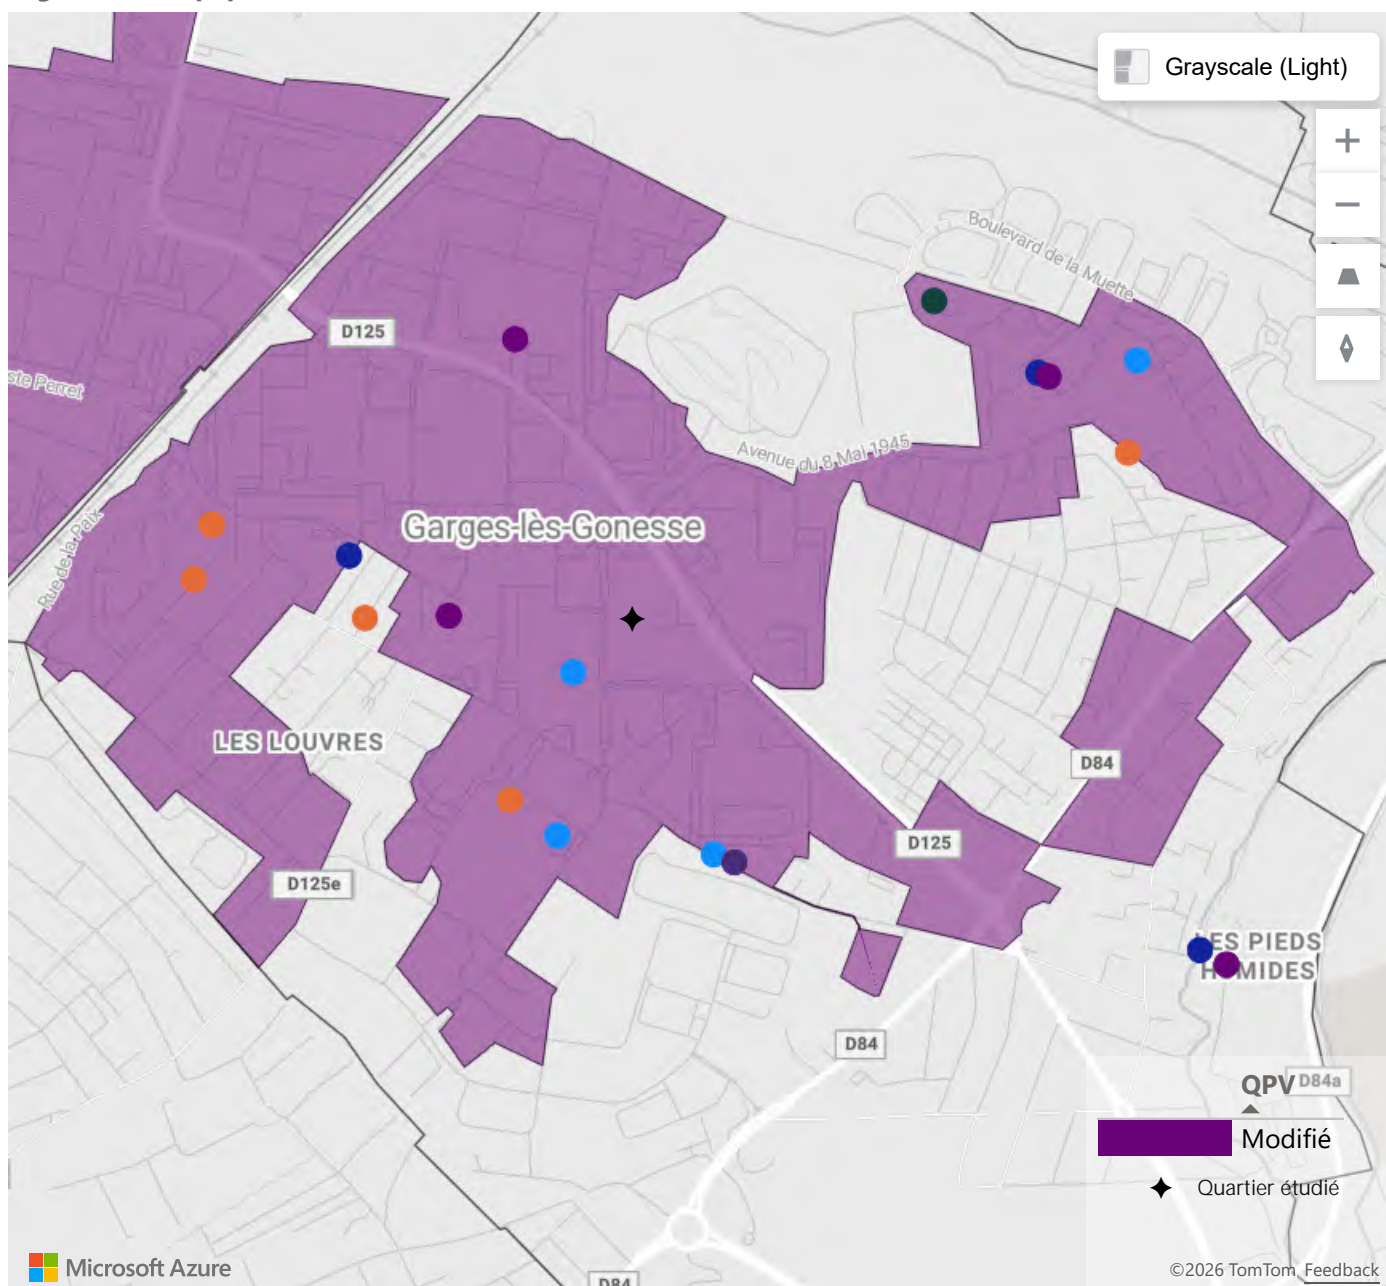 Grayscale (Light)
Boulevard de la Muette
D125
ste Perret
Avenue du 8 Mai 1945
Rue de la Paix
Garges-lès-Gonesse
LES LOUVRES
D84
D125
D125e
LES PIEDS
HUMIDES
D84
QPV
D84a
Modifié
Quartier étudié
Microsoft Azure
©2026 TomTom Feedback
D84